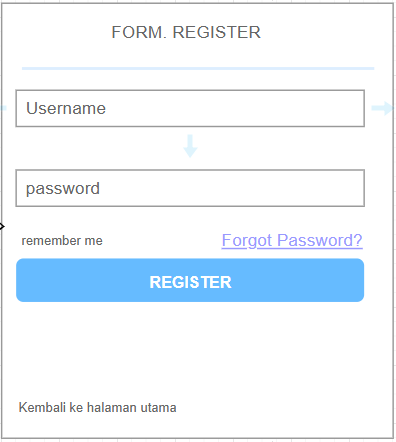 FORM. REGISTER
Username
password
remember me Forgot Password?
REGISTER
Kembali ke halaman utama